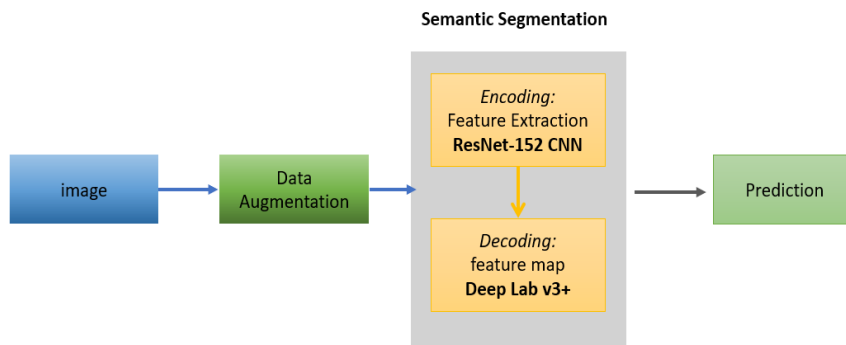 Semantic Segmentation
image
Data
Augmentation
Encoding:
Feature Extraction
ResNet-152 CNN
Decoding:
feature map
Deep Lab v3+
Prediction